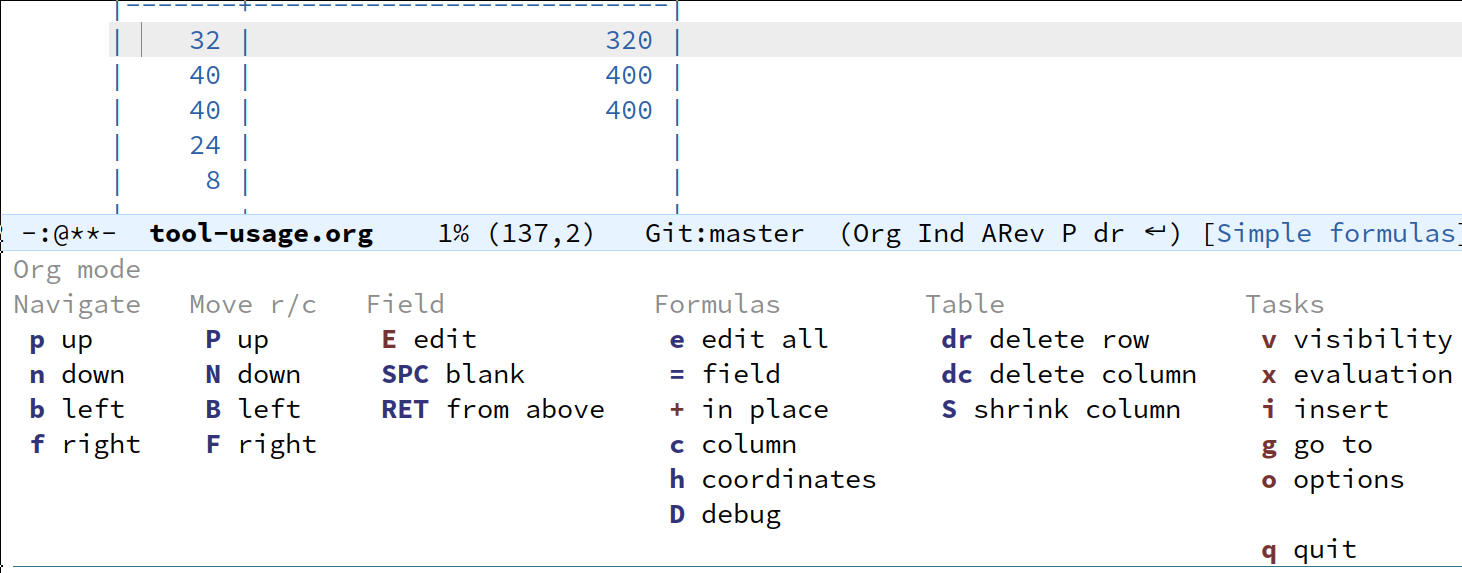 |-------+--------------------------|
| 32 | 320 |
| 40 | 400 |
| 40 | 400 |
| 24 | |
| 8 | |
-:@**- tool-usage.org 1% (137,2) Git:master (Org Ind ARev P dr ↵) [Simple formulas]
Org mode
Navigate Move r/c Field Formulas Table Tasks
p up P up E edit e edit all dr delete row v visibility
n down N down SPC blank = field dc delete column x evaluation
b left B left RET from above + in place S shrink column i insert
f right F right c column g go to
h coordinates o options
D debug
q quit